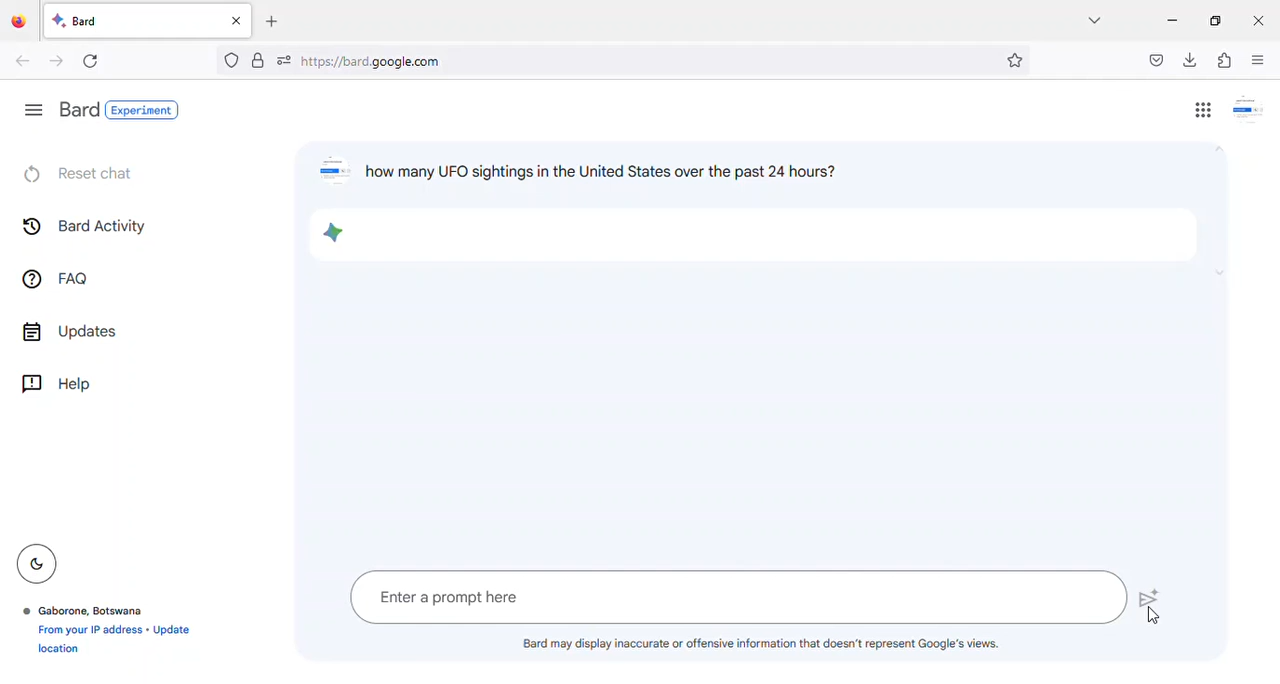 Bard
https://bard.google.com
Bard Experiment
Reset chat
Bard Activity
FAQ
Updates
Help
how many UFO sightings in the United States over the past 24 hours?
Enter a prompt here
Bard may display inaccurate or offensive information that doesn't represent Google's views.
Gaborone, Botswana
From your IP address • Update
location